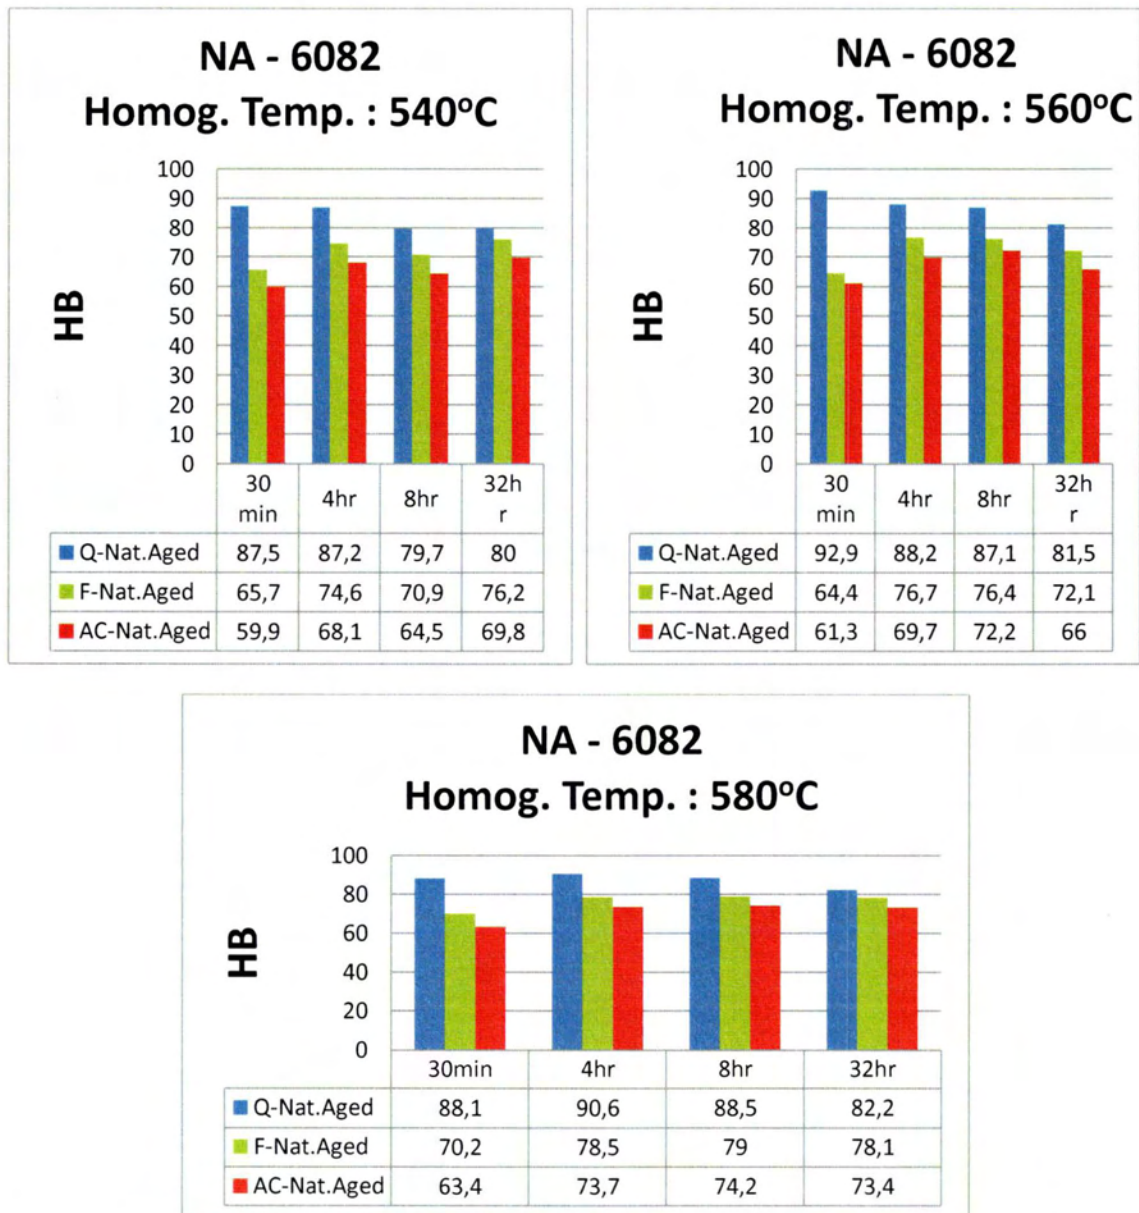 NA - 6082
Homog. Temp. : 540°C
HB
100
90
80
70
60
50
40
30
20
10
0
30 min 4hr 8hr 32h r
Q-Nat.Aged 87,5 87,2 79,7 80
F-Nat.Aged 65,7 74,6 70,9 76,2
AC-Nat.Aged 59,9 68,1 64,5 69,8
NA - 6082
Homog. Temp. : 560°C
HB
100
90
80
70
60
50
40
30
20
10
0
30 min 4hr 8hr 32h r
Q-Nat.Aged 92,9 88,2 87,1 81,5
F-Nat.Aged 64,4 76,7 76,4 72,1
AC-Nat.Aged 61,3 69,7 72,2 66
NA - 6082
Homog. Temp. : 580°C
HB
100
80
60
40
20
0
30min 4hr 8hr 32hr
Q-Nat.Aged 88,1 90,6 88,5 82,2
F-Nat.Aged 70,2 78,5 79 78,1
AC-Nat.Aged 63,4 73,7 74,2 73,4